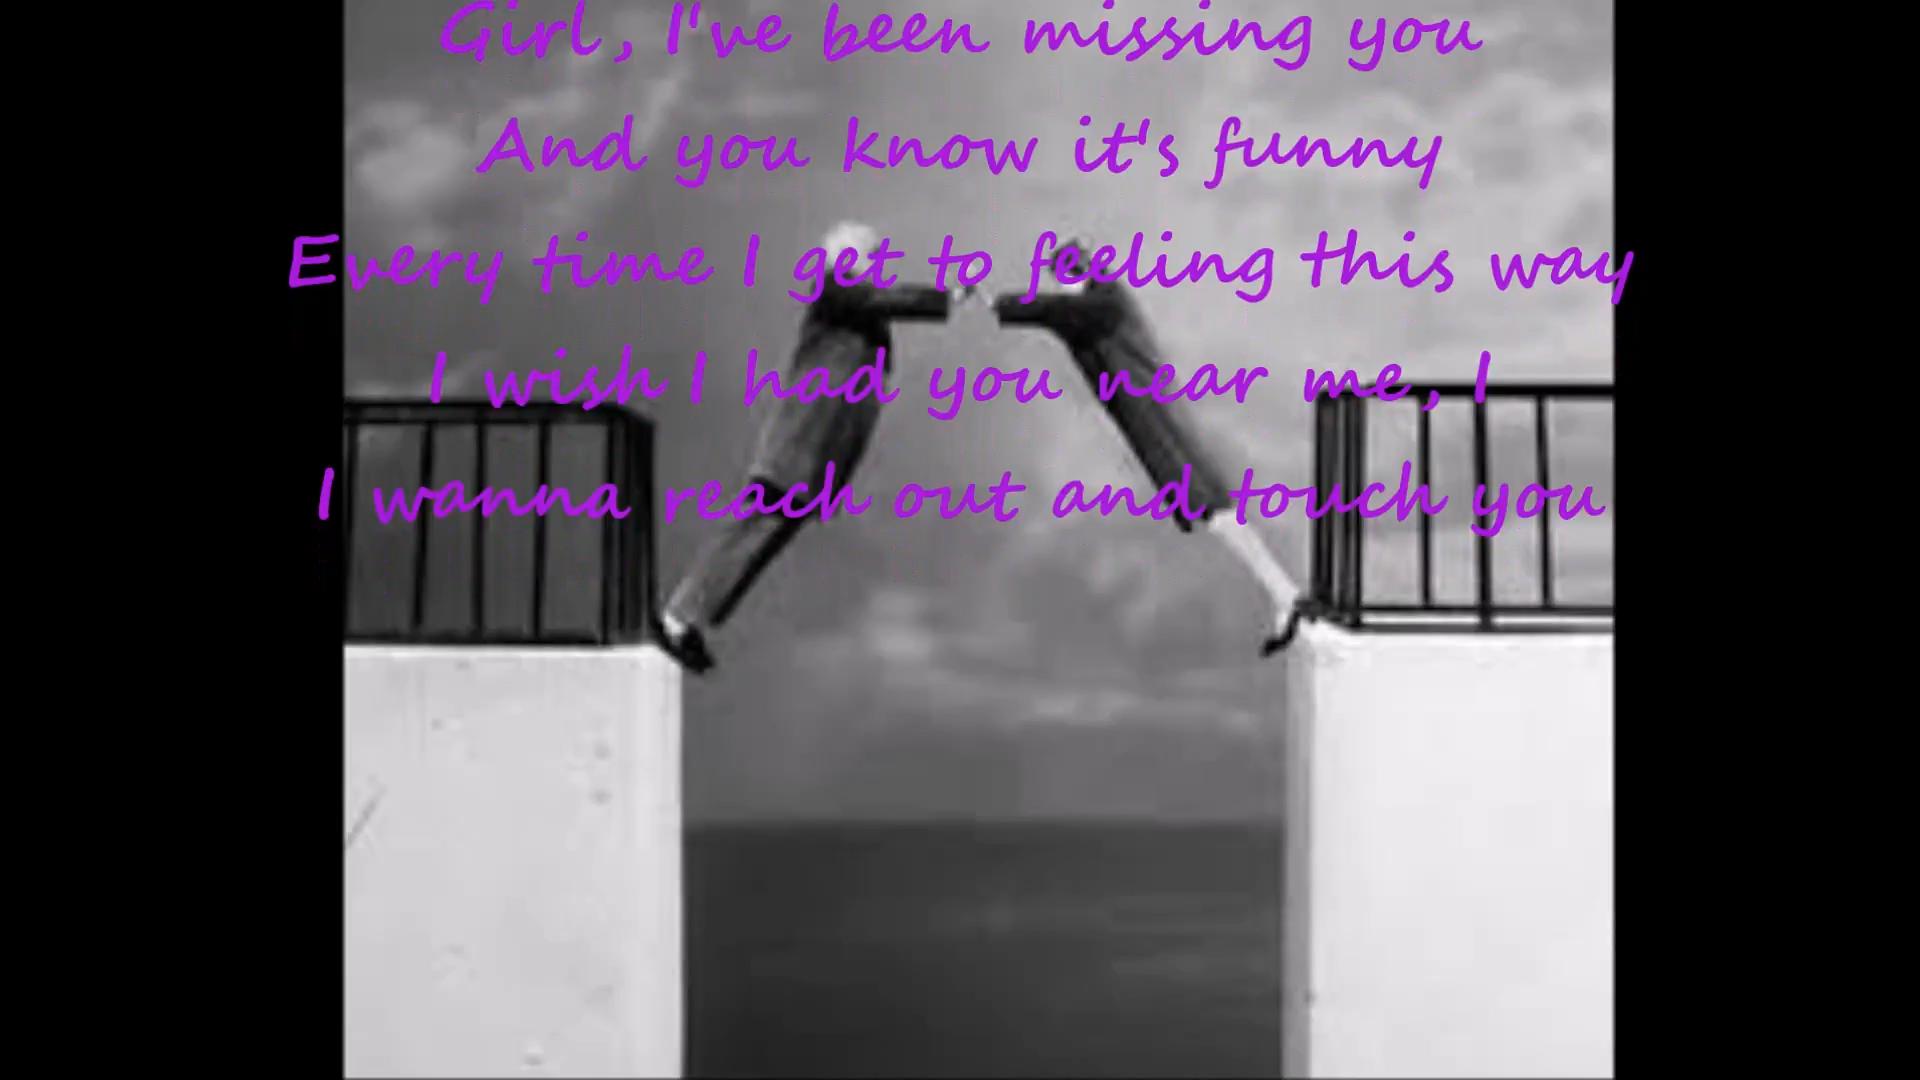 Girl, I've been missing you
And you know it's funny
Every time I get to feeling this way
I wish I had you near me, I
I wanna reach out and touch you